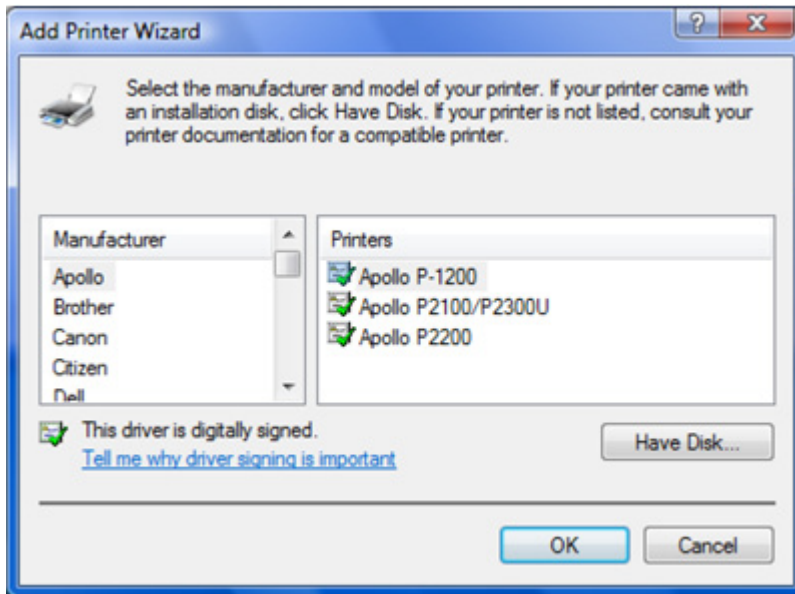 Add Printer Wizard
Select the manufacturer and model of your printer. If your printer came with
an installation disk, click Have Disk. If your printer is not listed, consult your
printer documentation for a compatible printer.
Manufacturer
Apollo
Brother
Canon
Citizen
Dell
Printers
Apollo P-1200
Apollo P2100/P2300U
Apollo P2200
This driver is digitally signed.
Tell me why driver signing is important
Have Disk...
OK
Cancel